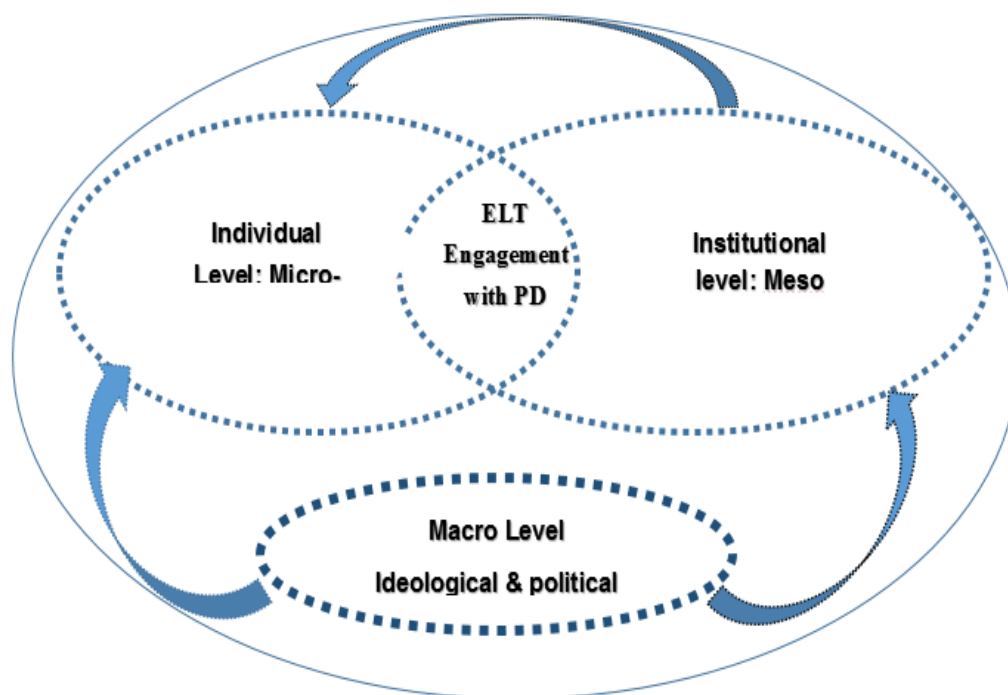 Individual
Level: Micro-
ELT
Engagement
with PD
Institutional
level: Meso
Macro Level
Ideological & political